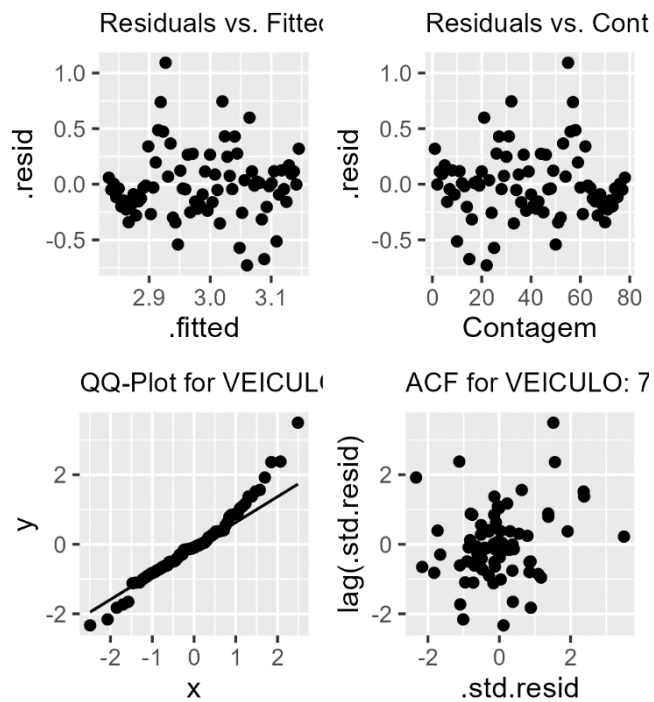 Residuals vs. Fitte
Residuals vs. Cont
.resid
1.0
0.5
0.0
-0.5
2.9
3.0
3.1
.fitted
.resid
1.0
0.5
0.0
-0.5
0
20
40
60
80
Contagem
QQ-Plot for VEICUL
ACF for VEICULO: 7
y
2
0
-2
-2
-1
0
1
2
x
lag(.std.resid)
2
0
-2
-2
0
2
.std.resid